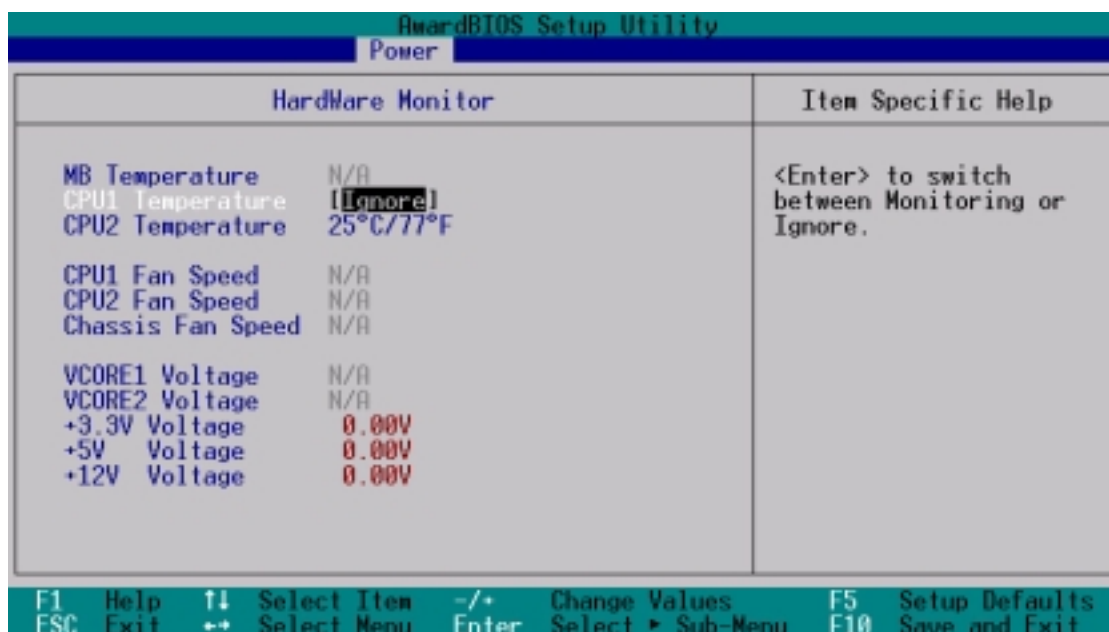 AwardBIOS Setup Utility
Power
HardWare Monitor
Item Specific Help
MB Temperature N/A
CPU1 Temperature [Ignore]
CPU2 Temperature 25°C/77°F
CPU1 Fan Speed N/A
CPU2 Fan Speed N/A
Chassis Fan Speed N/A
VCORE1 Voltage N/A
VCORE2 Voltage N/A
+3.3V Voltage 0.00V
+5V Voltage 0.00V
+12V Voltage 0.00V
<Enter> to switch
between Monitoring or
Ignore.
F1 Help ↑↓ Select Item -/+ Change Values F5 Setup Defaults
ESC Exit ←→ Select Menu Enter Select ► Sub-Menu F10 Save and Exit